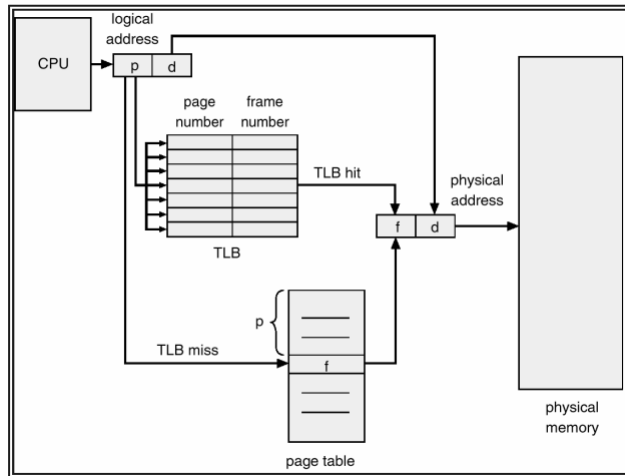 logical
address
CPU
p d
page
number
frame
number
TLB hit
physical
address
f d
TLB
p
TLB miss
f
physical
memory
page table